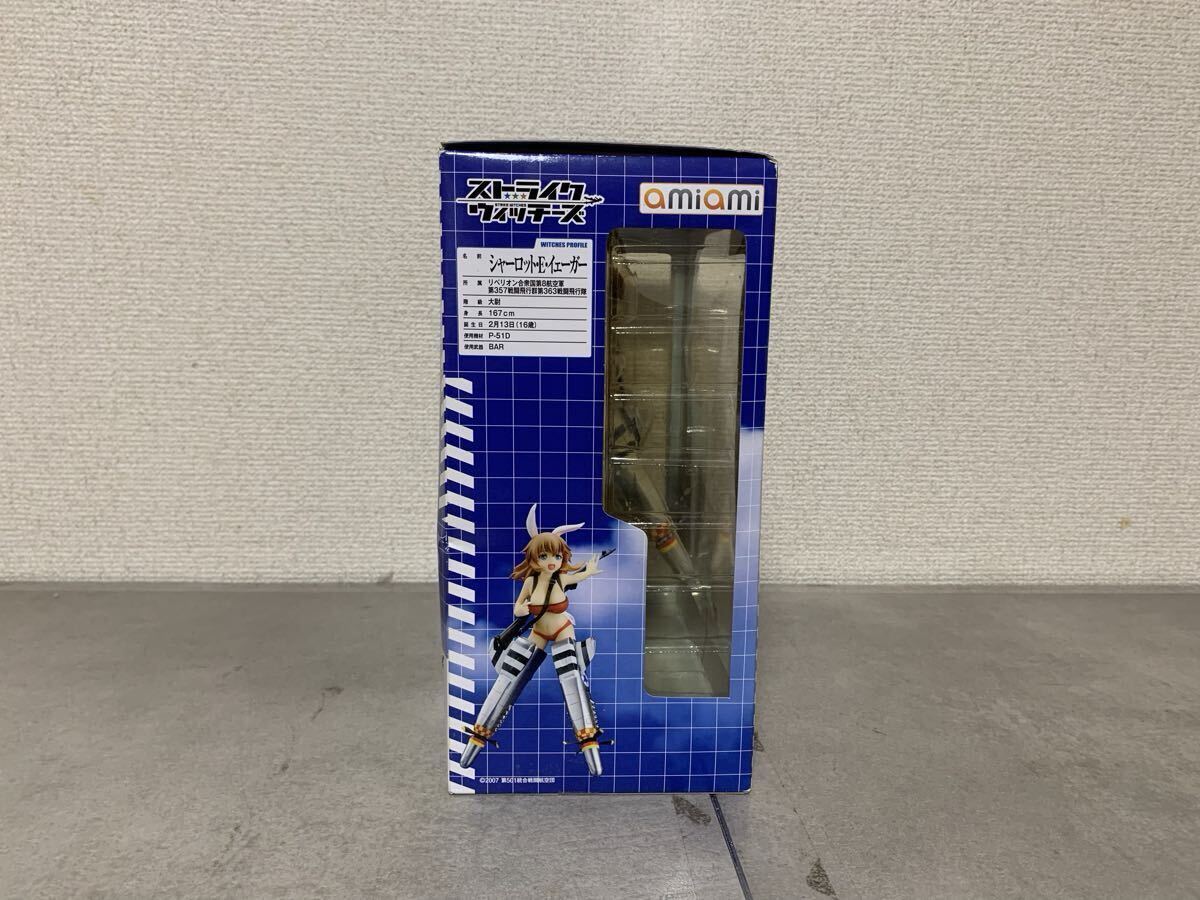 ストライク
STRIKE WITCHES
ウィッチーズ
amiami
WITCHES PROFILE
名前 シャーロット・E・イェーガー
所属 リベリオン合衆国第8航空軍
第357戦闘飛行群第363戦闘飛行隊
階級 大尉
身長 167cm
誕生日 2月13日(16歳)
使用機材 P-51D
使用武器 BAR
©2007 第501統合戦闘航空団